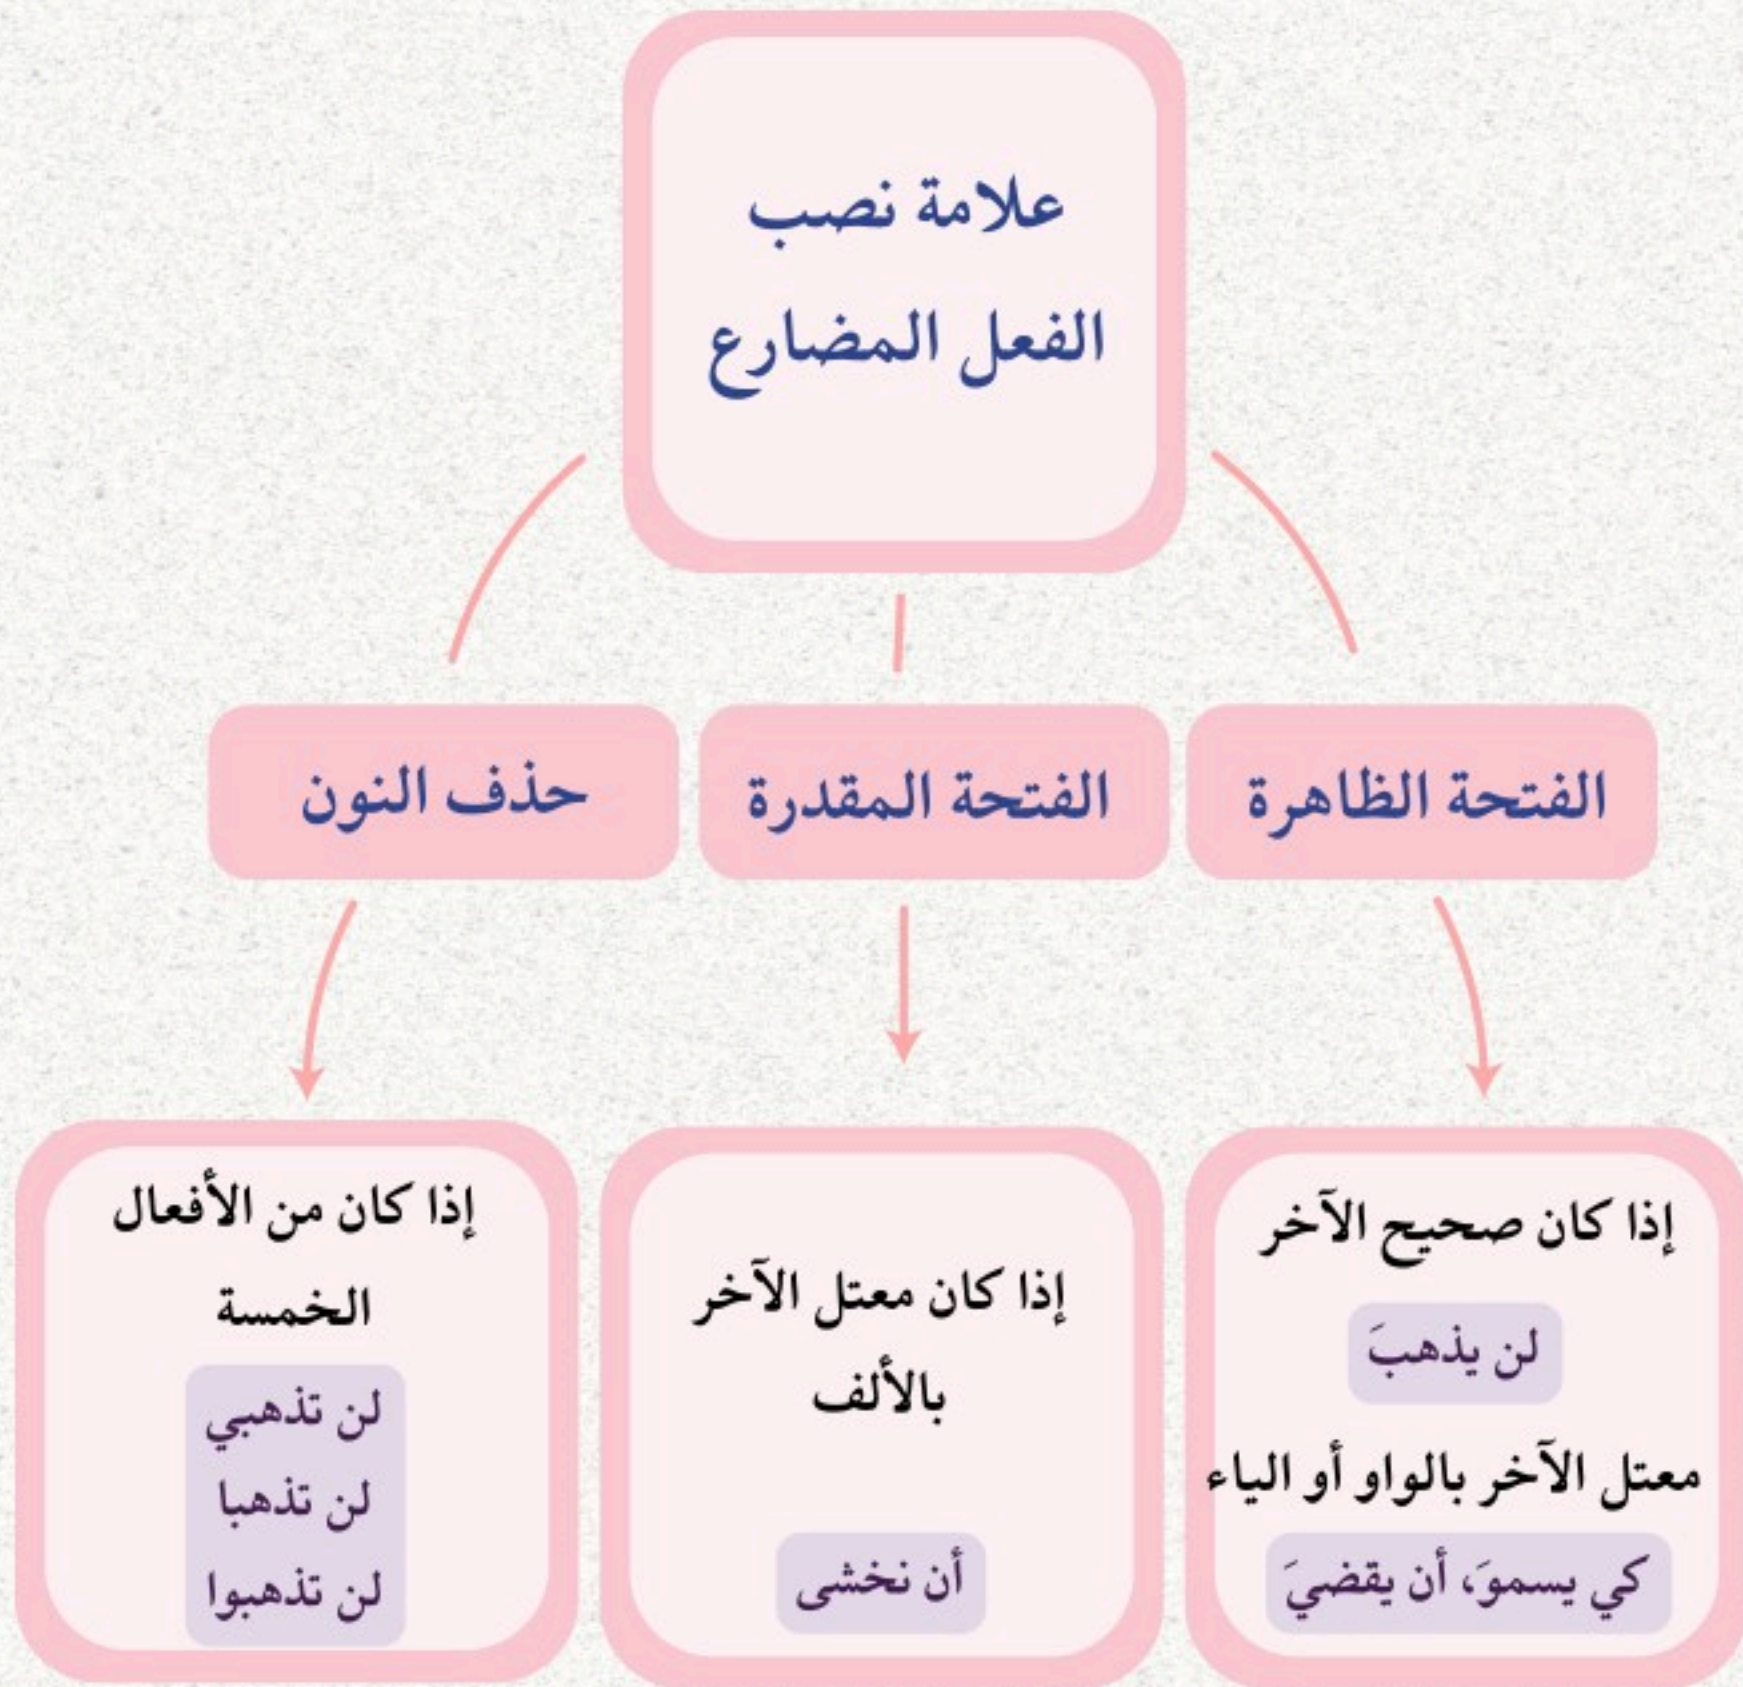 علامة نصب
الفعل المضارع
الفتحة الظاهرة
الفتحة المقدرة
حذف النون
إذا كان صحيح الآخر
لن يذهبَ
معتل الآخر بالواو أو الياء
كي يسموَ، أن يقضيَ
إذا كان معتل الآخر
بالألف
أن نخشى
إذا كان من الأفعال
الخمسة
لن تذهبي
لن تذهبا
لن تذهبوا